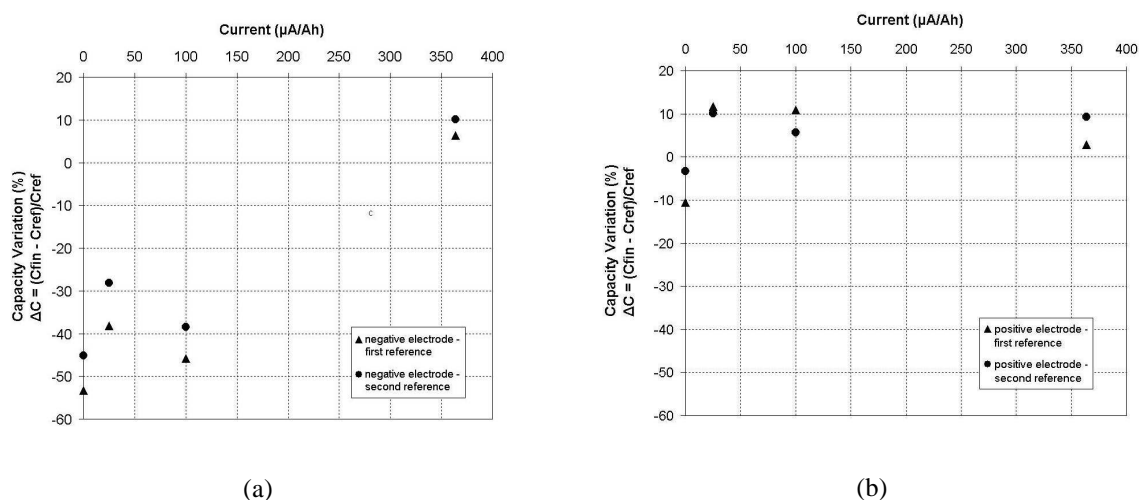 Current (µA/Ah)
0 50 100 150 200 250 300 350 400
20
10
0
-10
-20
-30
-40
-50
-60
Capacity Variation (%)
ΔC = (Cfin - Cref)/Cref
c
negative electrode -
first reference
negative electrode -
second reference
(a)
Current (µA/Ah)
0 50 100 150 200 250 300 350 400
20
10
0
-10
-20
-30
-40
-50
-60
Capacity Variation (%)
ΔC = (Cfin - Cref)/Cref
positive electrode -
first reference
positive electrode -
second reference
(b)